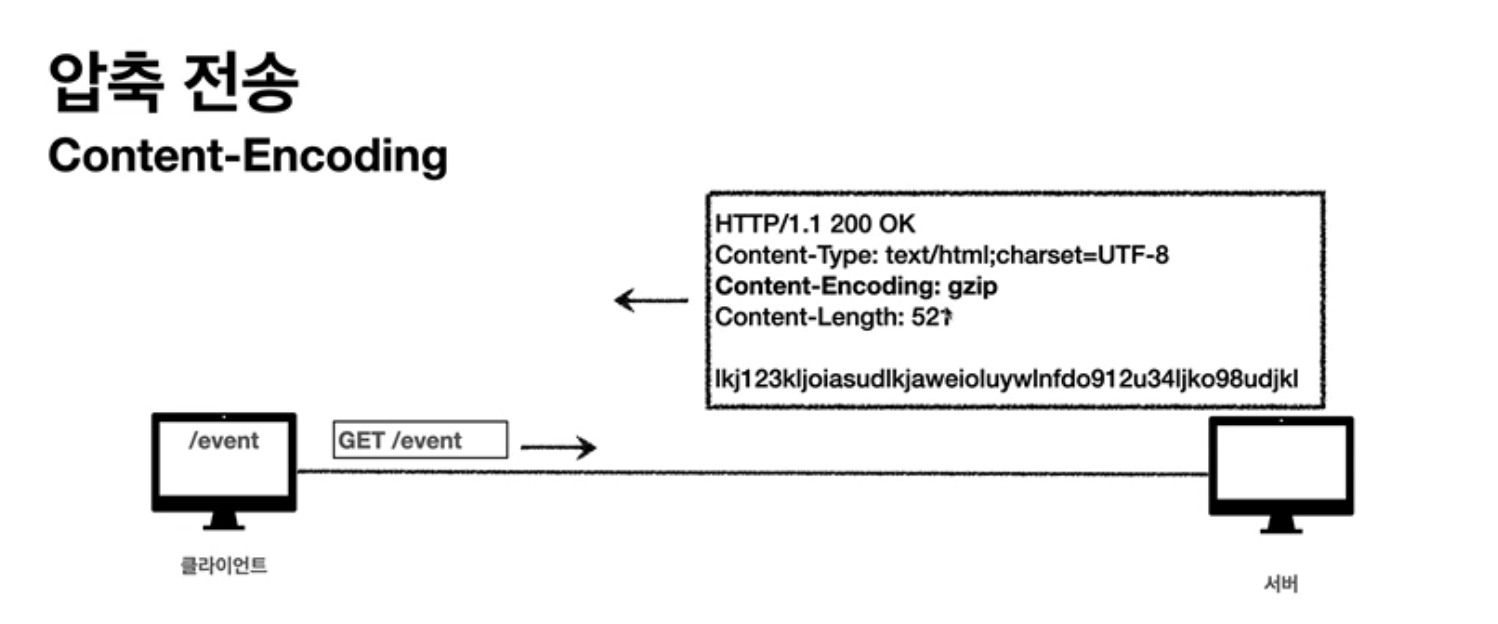 압축 전송
Content-Encoding
HTTP/1.1 200 OK
Content-Type: text/html;charset=UTF-8
Content-Encoding: gzip
Content-Length: 521
lkj123kljoiasudlkjaweioluywlnfdo912u34ljko98udjkl
/event
GET /event
클라이언트
서버